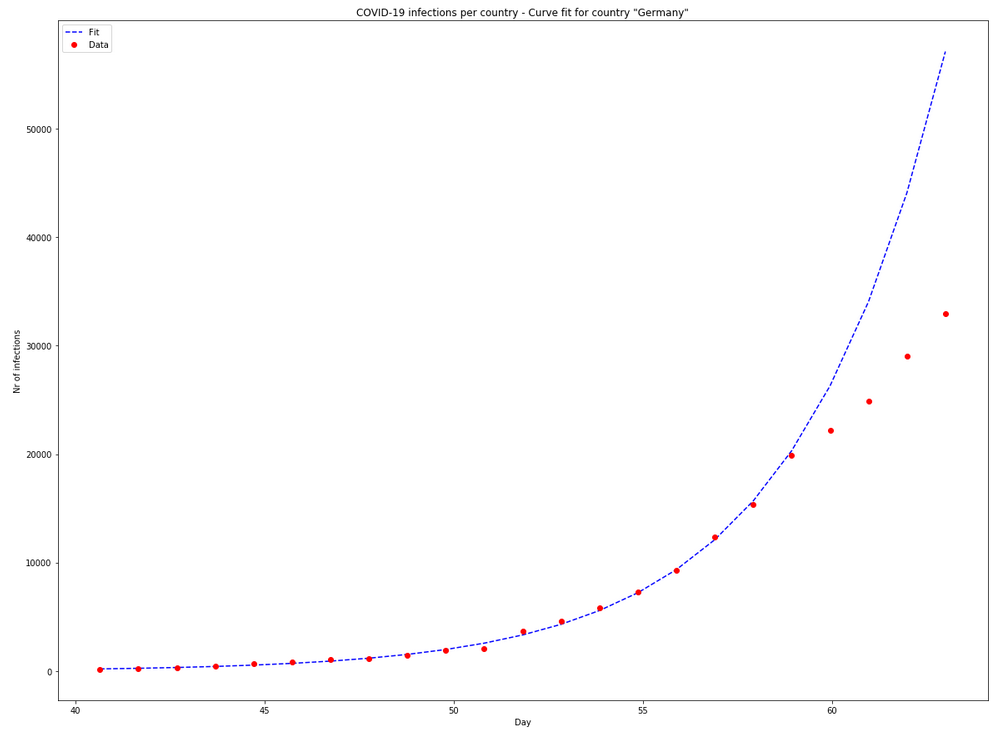 COVID-19 infections per country - Curve fit for country "Germany"
Fit
Data
50000
40000
30000
20000
10000
0
Nr of infections
40
45
50
55
60
Day